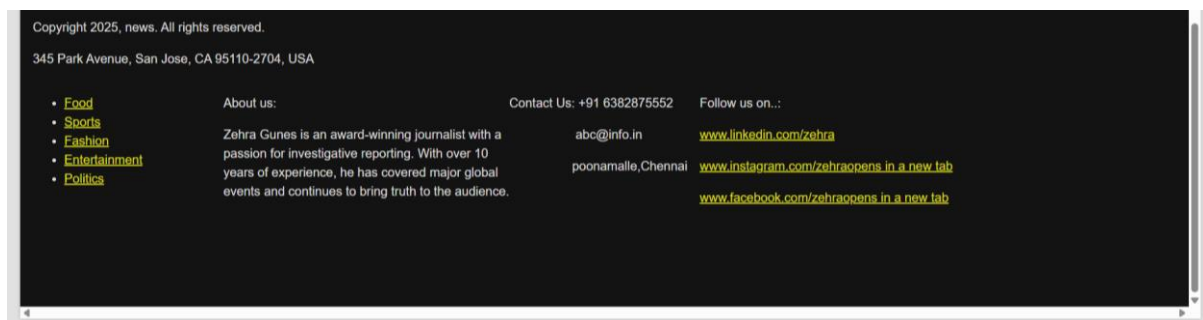 Copyright 2025, news. All rights reserved.
345 Park Avenue, San Jose, CA 95110-2704, USA
Food
Sports
Fashion
Entertainment
Politics
About us:
Zehra Gunes is an award-winning journalist with a
passion for investigative reporting. With over 10
years of experience, he has covered major global
events and continues to bring truth to the audience.
Contact Us: +91 6382875552
abc@info.in
poonamalle,Chennai
Follow us on..:
www.linkedin.com/zehra
www.instagram.com/zehraopens in a new tab
www.facebook.com/zehraopens in a new tab